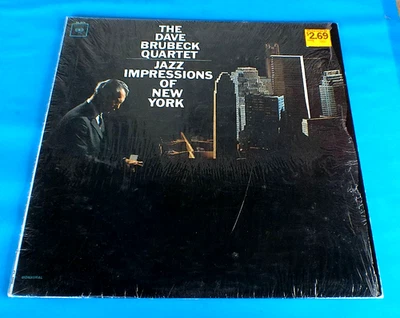 THE
DAVE
BRUBECK
QUARTET
JAZZ
IMPRESSIONS
OF
NEW
YORK
$2.69